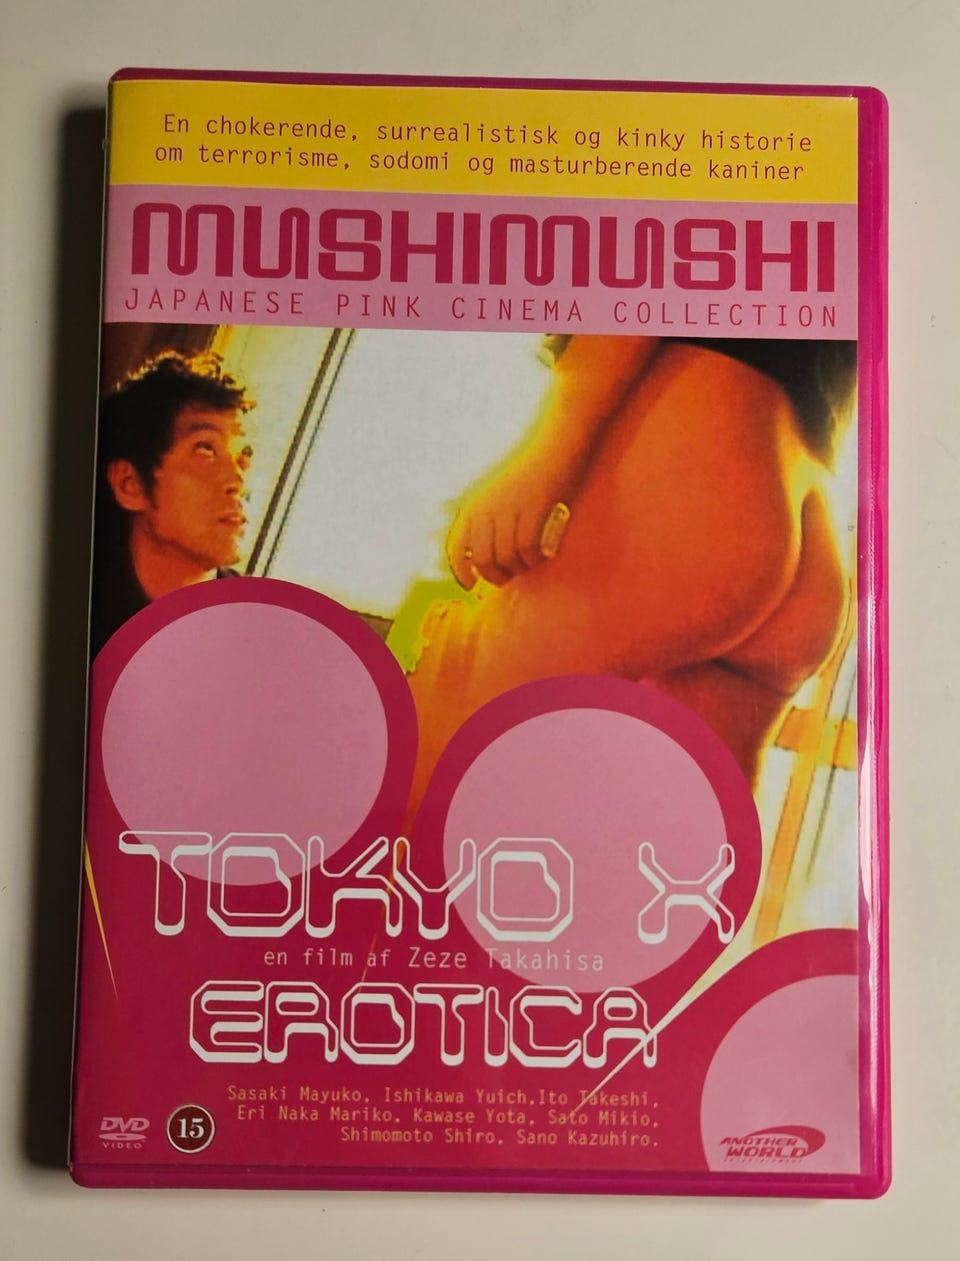 En chokerende, surrealistisk og kinky historie
om terrorisme, sodomi og masturberende kaniner
MUSHIMUSHI
JAPANESE PINK CINEMA COLLECTION
TOKYO X
en film af Zeze Takahisa
EROTICA
Sasaki Mayuko. Ishikawa Yuich,Ito Takeshi.
Eri Naka Mariko. Kawase Yota. Sato Mikio.
Shimomoto Shiro. Sano Kazuhiro.
DVD
VIDEO
15
ANOTHER
WORLD
entertainment